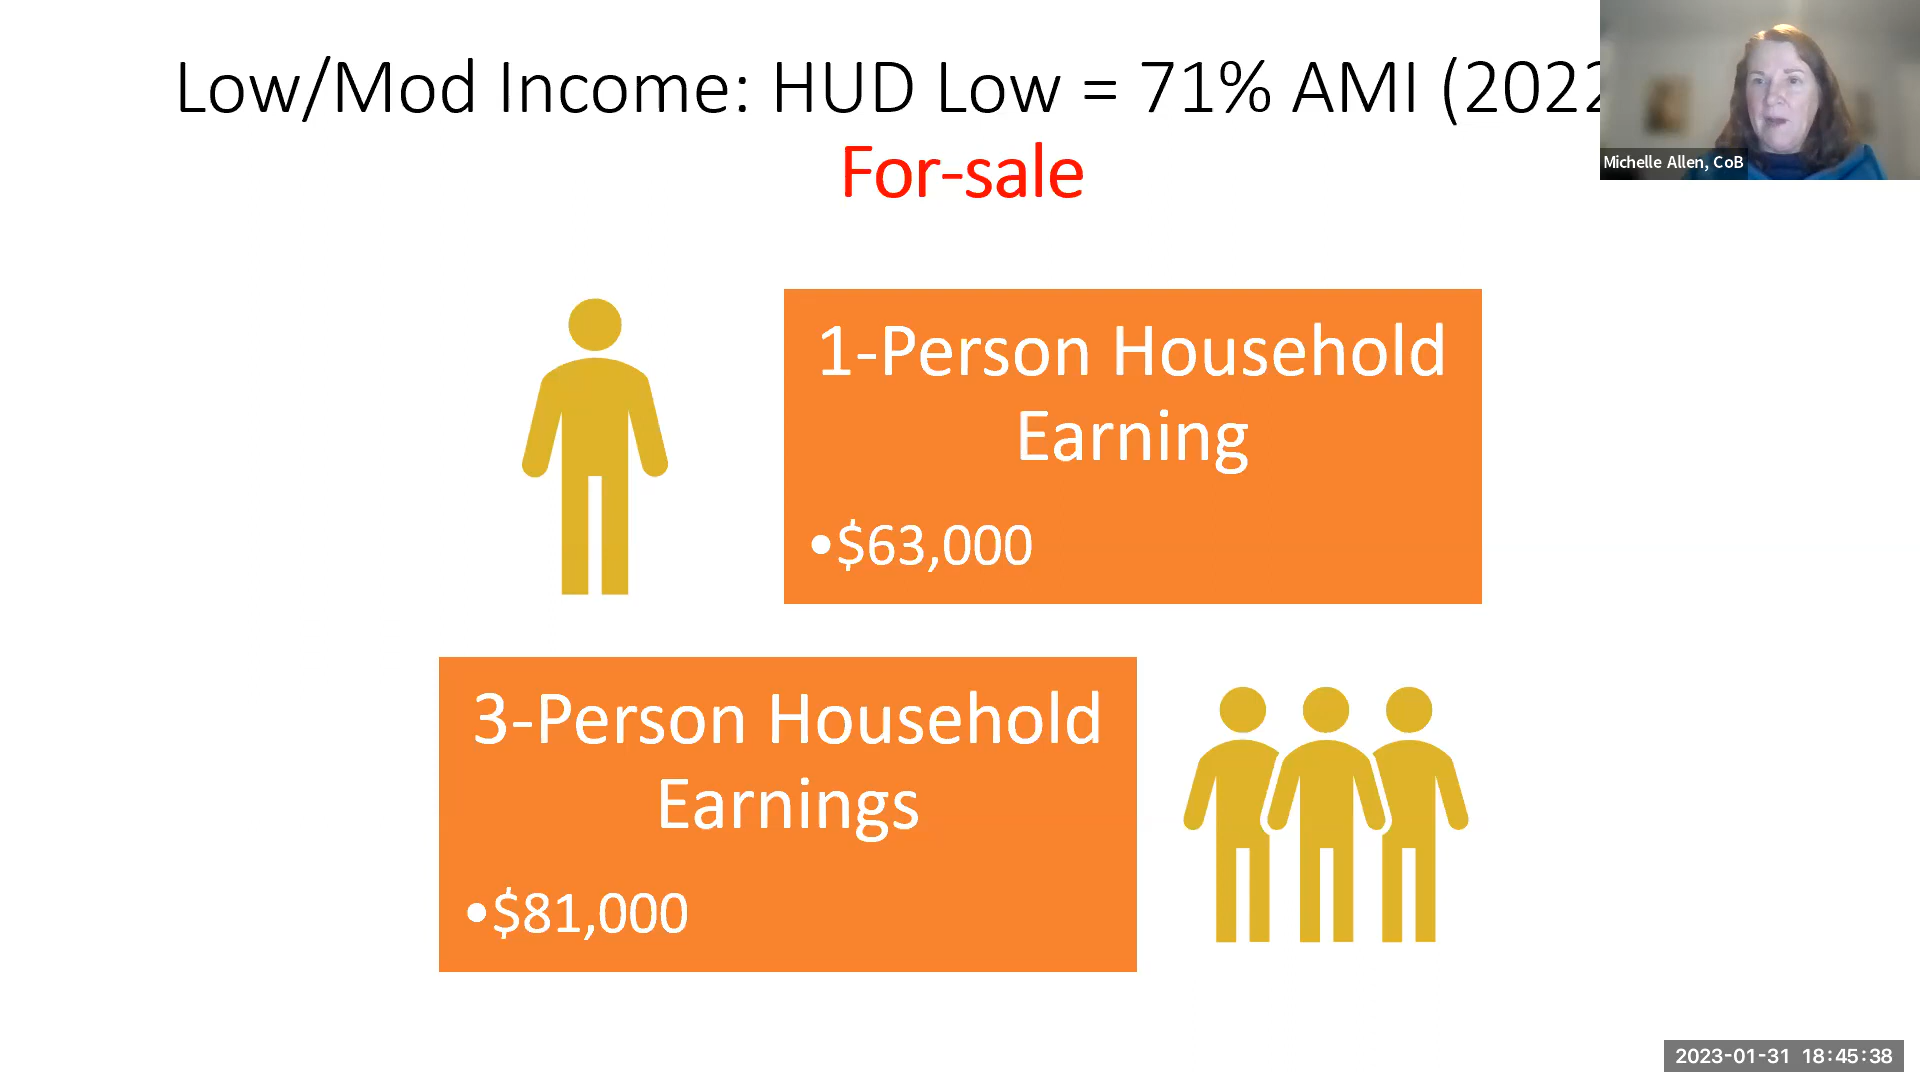 Low/Mod Income: HUD Low = 71% AMI (2022
For-sale
Michelle Allen, CoB
1-Person Household
Earning
•$63,000
3-Person Household
Earnings
•$81,000
2023-01-31 18:45:38